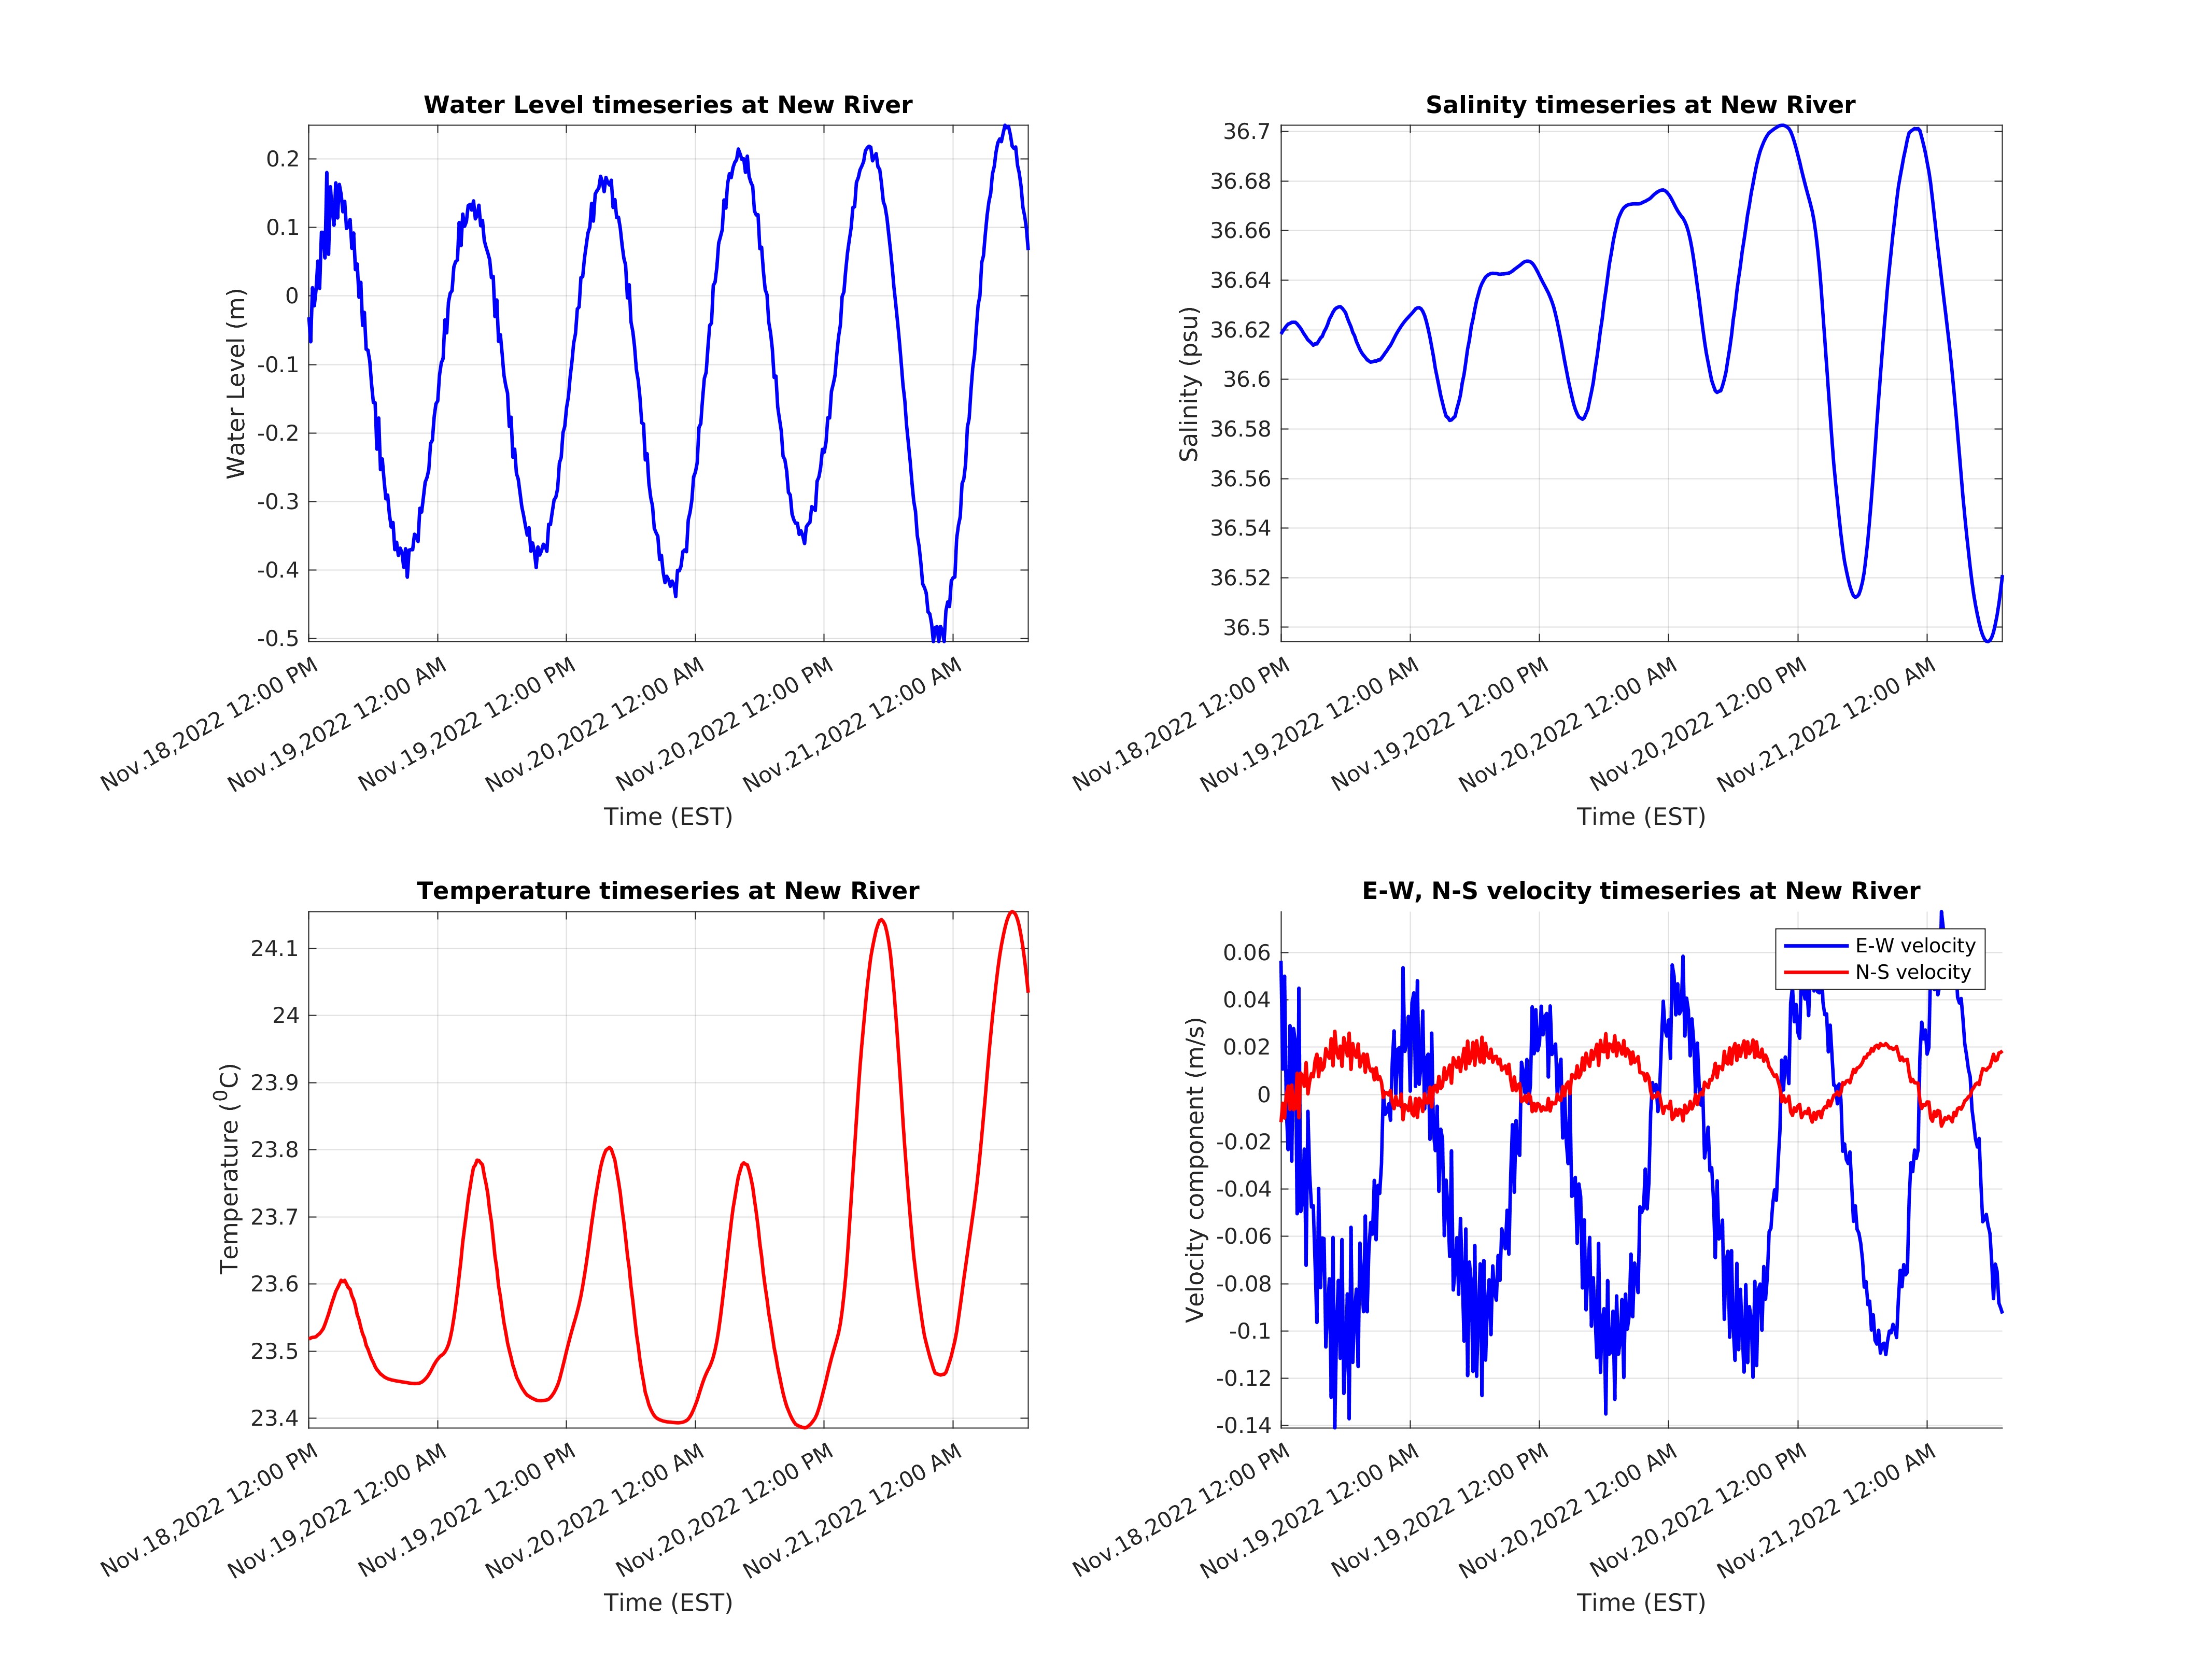 Water Level timeseries at New River
Water Level (m)
0.2
0.1
0
-0.1
-0.2
-0.3
-0.4
-0.5
Nov.18,2022 12:00 PM
Nov.19,2022 12:00 AM
Nov.19,2022 12:00 PM
Nov.20,2022 12:00 AM
Nov.20,2022 12:00 PM
Nov.21,2022 12:00 AM
Time (EST)
Salinity timeseries at New River
Salinity (psu)
36.7
36.68
36.66
36.64
36.62
36.6
36.58
36.56
36.54
36.52
36.5
Nov.18,2022 12:00 PM
Nov.19,2022 12:00 AM
Nov.19,2022 12:00 PM
Nov.20,2022 12:00 AM
Nov.20,2022 12:00 PM
Nov.21,2022 12:00 AM
Time (EST)
Temperature timeseries at New River
Temperature (⁰C)
24.1
24
23.9
23.8
23.7
23.6
23.5
23.4
Nov.18,2022 12:00 PM
Nov.19,2022 12:00 AM
Nov.19,2022 12:00 PM
Nov.20,2022 12:00 AM
Nov.20,2022 12:00 PM
Nov.21,2022 12:00 AM
Time (EST)
E-W, N-S velocity timeseries at New River
E-W velocity
N-S velocity
Velocity component (m/s)
0.06
0.04
0.02
0
-0.02
-0.04
-0.06
-0.08
-0.1
-0.12
-0.14
Nov.18,2022 12:00 PM
Nov.19,2022 12:00 AM
Nov.19,2022 12:00 PM
Nov.20,2022 12:00 AM
Nov.20,2022 12:00 PM
Nov.21,2022 12:00 AM
Time (EST)